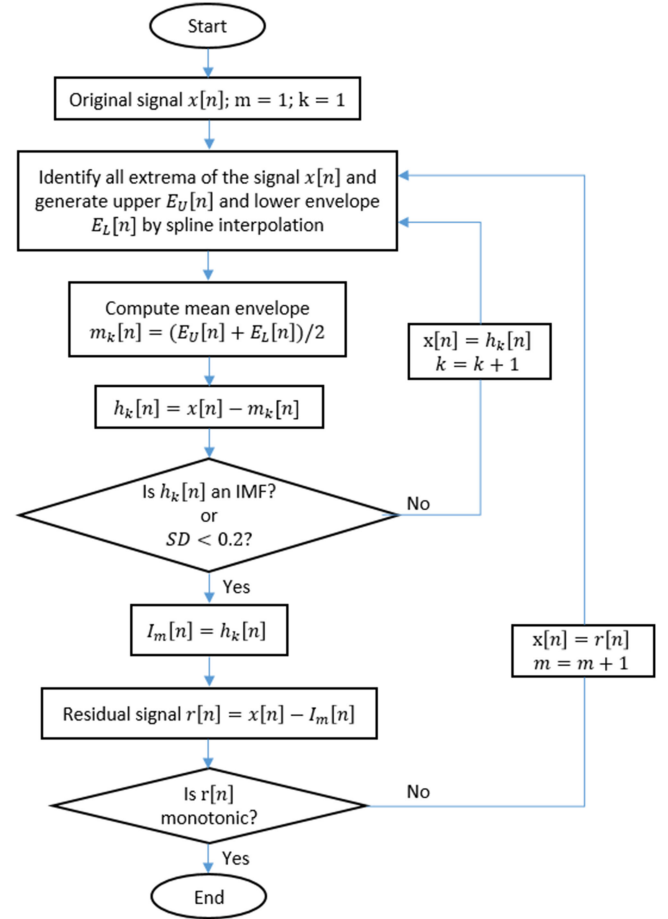 Start
Original signal x[n]; m = 1; k = 1
Identify all extrema of the signal x[n] and
generate upper E_U[n] and lower envelope
E_L[n] by spline interpolation
Compute mean envelope
m_k[n] = (E_U[n] + E_L[n])/2
x[n] = h_k[n]
k = k + 1
h_k[n] = x[n] − m_k[n]
Is h_k[n] an IMF?
or
SD < 0.2?
No
Yes
I_m[n] = h_k[n]
x[n] = r[n]
m = m + 1
Residual signal r[n] = x[n] − I_m[n]
Is r[n]
monotonic?
No
Yes
End